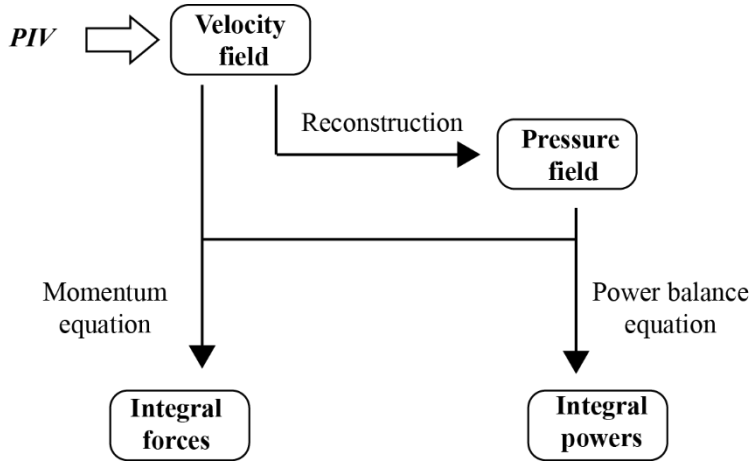 PIV
Velocity
field
Reconstruction
Pressure
field
Momentum
equation
Power balance
equation
Integral
forces
Integral
powers